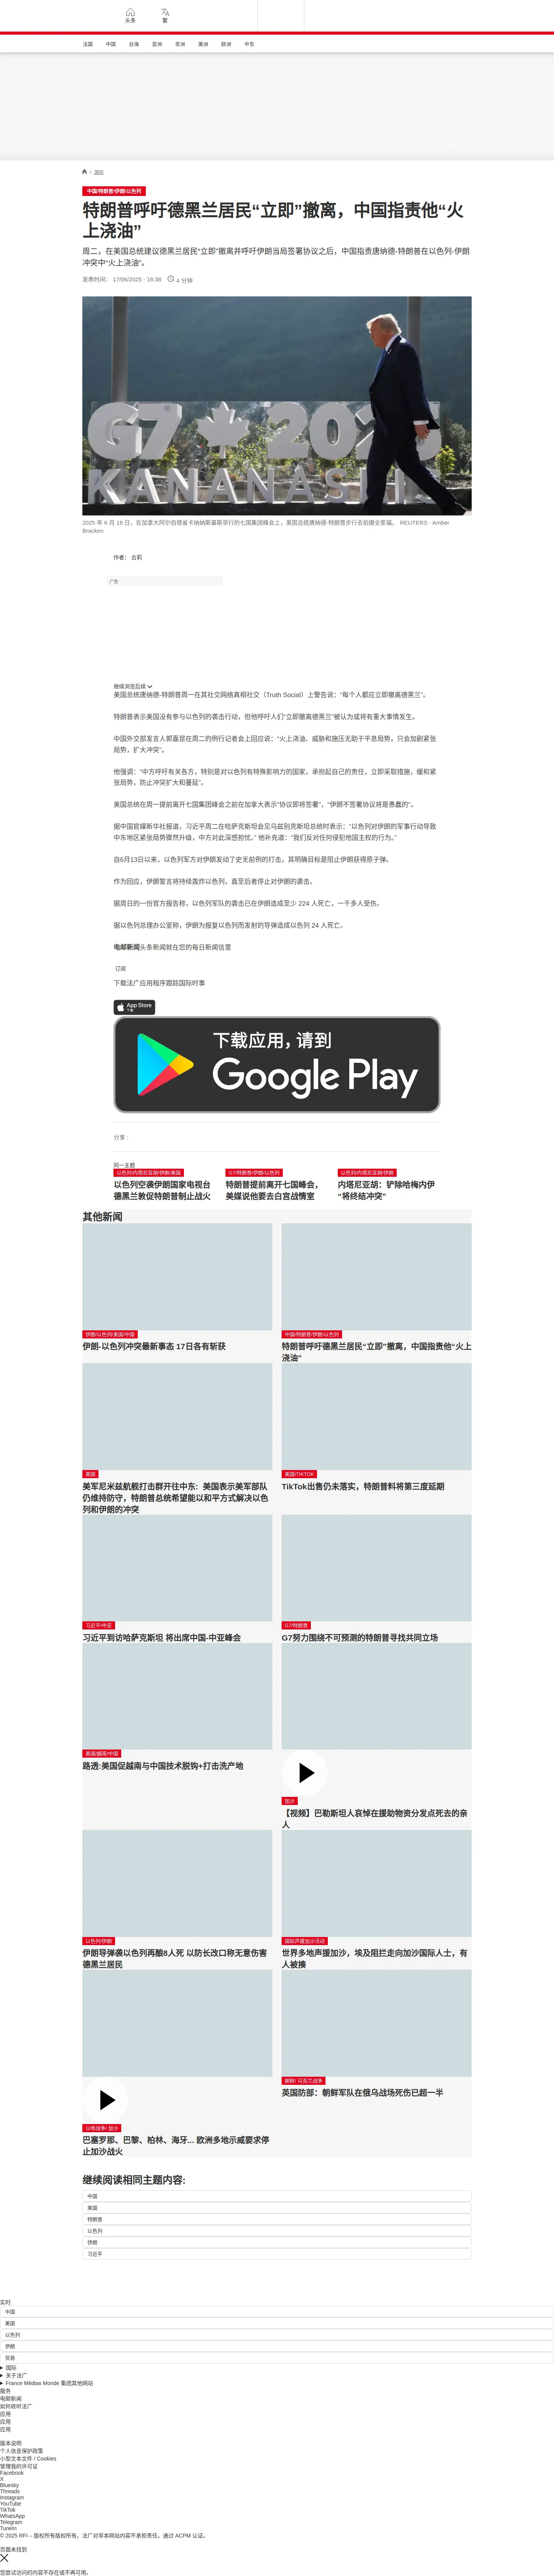 头条
繁
法国
中国
台海
亚洲
非洲
美洲
欧洲
中东
/ 国际
中国/特朗普/伊朗/以色列
特朗普呼吁德黑兰居民“立即”撤离，中国指责他“火
上浇油”
周二，在美国总统建议德黑兰居民“立即”撤离并呼吁伊朗当局签署协议之后，中国指责唐纳德-特朗普在以色列-伊朗
冲突中“火上浇油”。
发表时间： 17/06/2025 - 16:38
4 分钟
G7 2025
KANANASKIS
2025 年 6 月 16 日，在加拿大阿尔伯塔省卡纳纳斯基斯举行的七国集团峰会上，美国总统唐纳德-特朗普步行去拍摄全家福。 REUTERS - Amber
Bracken
作者： 古莉
广告
继续浏览后续
美国总统唐纳德-特朗普周一在其社交网络真相社交（Truth Social）上警告说：“每个人都应立即撤离德黑兰”。
特朗普表示美国没有参与以色列的袭击行动，但他呼吁人们“立即撤离德黑兰”被认为或将有重大事情发生。
中国外交部发言人郭嘉昆在周二的例行记者会上回应说：“火上浇油、威胁和施压无助于平息局势，只会加剧紧张
局势，扩大冲突”。
他强调：“中方呼吁有关各方，特别是对以色列有特殊影响力的国家，承担起自己的责任，立即采取措施，缓和紧
张局势，防止冲突扩大和蔓延”。
美国总统在周一提前离开七国集团峰会之前在加拿大表示“协议即将签署”，“伊朗不签署协议将是愚蠢的”。
据中国官媒新华社报道，习近平周二在哈萨克斯坦会见乌兹别克斯坦总统时表示：“以色列对伊朗的军事行动导致
中东地区紧张局势骤然升级，中方对此深感担忧。” 他补充道：“我们反对任何侵犯他国主权的行为。”
自6月13日以来，以色列军方对伊朗发动了史无前例的打击，其明确目标是阻止伊朗获得原子弹。
作为回应，伊朗誓言将持续轰炸以色列，直至后者停止对伊朗的袭击。
据周日的一份官方报告称，以色列军队的袭击已在伊朗造成至少 224 人死亡，一千多人受伤。
据以色列总理办公室称，伊朗为报复以色列而发射的导弹造成以色列 24 人死亡。
电邮新闻头条新闻就在您的每日新闻信里
订阅
下载法广应用程序跟踪国际时事
App Store
下载
下载应用，请到
Google Play
分享 :
同一主题
以色列/内塔尼亚胡/伊朗/美国
以色列空袭伊朗国家电视台
德黑兰敦促特朗普制止战火
G7/特朗普/伊朗/以色列
特朗普提前离开七国峰会，
美媒说他要去白宫战情室
以色列/内塔尼亚胡/伊朗
内塔尼亚胡：铲除哈梅内伊
“将终结冲突”
其他新闻
伊朗/以色列/美国/中国
伊朗-以色列冲突最新事态 17日各有斩获
中国/特朗普/伊朗/以色列
特朗普呼吁德黑兰居民“立即”撤离，中国指责他“火上
浇油”
美国
美军尼米兹航舰打击群开往中东：美国表示美军部队
仍维持防守，特朗普总统希望能以和平方式解决以色
列和伊朗的冲突
美国/TIKTOK
TikTok出售仍未落实，特朗普料将第三度延期
习近平/中亚
习近平到访哈萨克斯坦 将出席中国-中亚峰会
G7/特朗普
G7努力围绕不可预测的特朗普寻找共同立场
美国/越南/中国
路透:美国促越南与中国技术脱钩+打击洗产地
加沙
【视频】巴勒斯坦人哀悼在援助物资分发点死去的亲
人
以色列/伊朗
伊朗导弹袭以色列再酿8人死 以防长改口称无意伤害
德黑兰居民
国际声援加沙活动
世界多地声援加沙，埃及阻拦走向加沙国际人士，有
人被揍
以哈战争/ 加沙
巴塞罗那、巴黎、柏林、海牙... 欧洲多地示威要求停
止加沙战火
朝鲜/ 乌克兰战争
英国防部：朝鲜军队在俄乌战场死伤已超一半
继续阅读相同主题内容:
中国
美国
特朗普
以色列
伊朗
习近平
实时
中国
美国
以色列
伊朗
贸易
国际
关于法广
France Médias Monde 集团其他网站
服务
电邮新闻
如何收听法广
应用
应用
应用
版本说明
个人信息保护政策
小型文本文件 / Cookies
管理我的许可证
Facebook
X
Bluesky
Threads
Instagram
YouTube
TikTok
WhatsApp
Telegram
TuneIn
© 2025 RFI – 版权所有版权所有。法广对非本网站内容不承担责任。通过 ACPM 认证。
页面未找到
您尝试访问的内容不存在或不再可用。